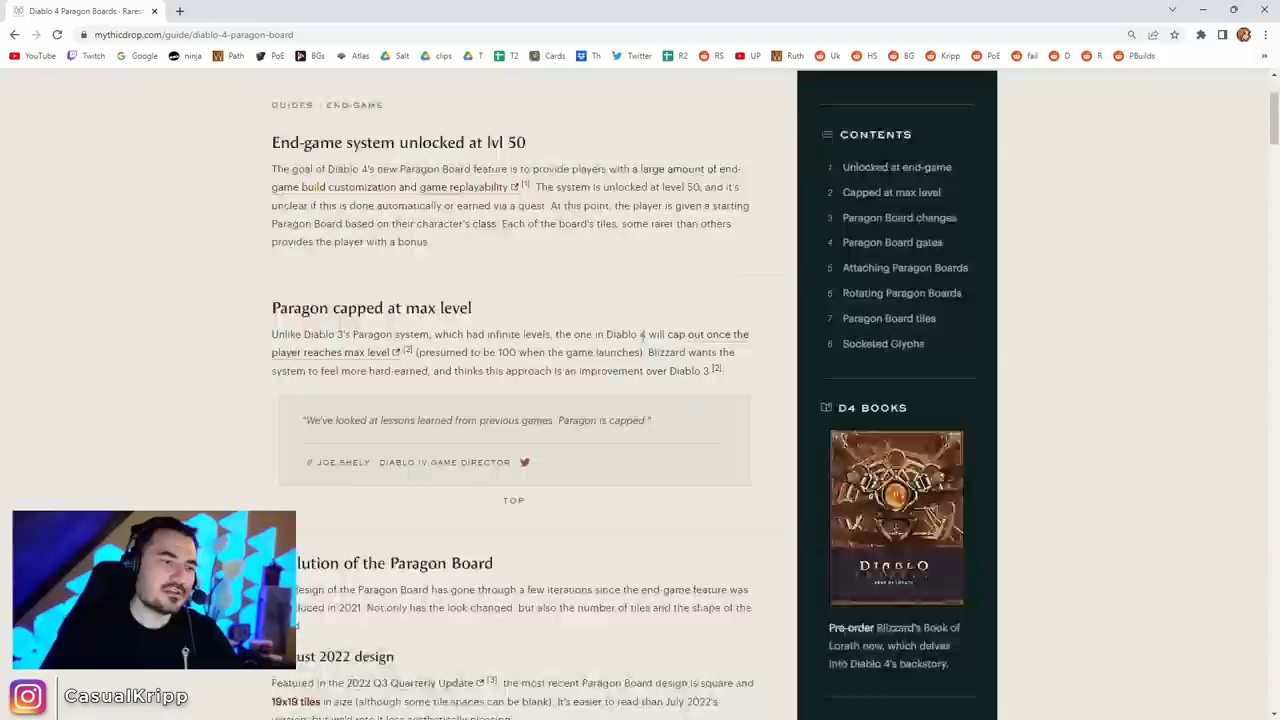 Diablo 4 Paragon Boards - Rares
mythicdrop.com/guide/diablo-4-paragon-board
YouTube Twitch Google ninja Path PoE BGs Atlas Salt clips T T2 Cards Th Twitter R2 RS UP Ruth Uk HS BG Kripp PoE fail D R PBuilds »
GUIDES END-GAME
End-game system unlocked at lvl 50
The goal of Diablo 4's new Paragon Board feature is to provide players with a large amount of end-
game build customization and game replayability [1]. The system is unlocked at level 50, and it's
unclear if this is done automatically or earned via a quest. At this point, the player is given a starting
Paragon Board based on their character's class. Each of the board's tiles, some rarer than others
provides the player with a bonus.
Paragon capped at max level
Unlike Diablo 3's Paragon system, which had infinite levels, the one in Diablo 4 will cap out once the
player reaches max level [2] (presumed to be 100 when the game launches). Blizzard wants the
system to feel more hard-earned, and thinks this approach is an improvement over Diablo 3 [2].
"We've looked at lessons learned from previous games. Paragon is capped."
JOE SHELY DIABLO IV GAME DIRECTOR
TOP
lution of the Paragon Board
design of the Paragon Board has gone through a few iterations since the end-game feature was
duced in 2021. Not only has the look changed, but also the number of tiles and the shape of the
d.
ust 2022 design
Featured in the 2022 Q3 Quarterly Update [3], the most recent Paragon Board design is square and
19x19 tiles in size (although some tile spaces can be blank). It's easier to read than July 2022's
CONTENTS
1 Unlocked at end-game
2 Capped at max level
3 Paragon Board changes
4 Paragon Board gates
5 Attaching Paragon Boards
6 Rotating Paragon Boards
7 Paragon Board tiles
8 Socketed Glyphs
D4 BOOKS
DIABLO
BOOK OF LORATH
Pre-order Blizzard's Book of
Lorath now, which delves
into Diablo 4's backstory.
CasualKripp